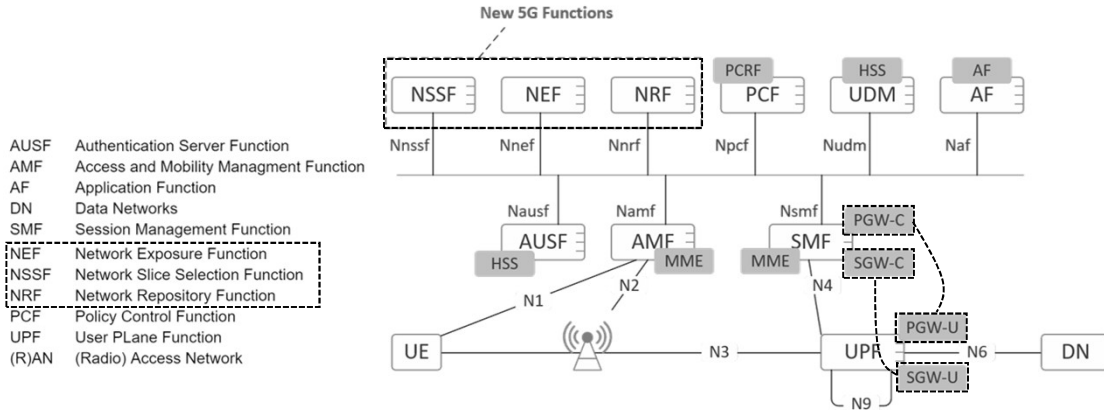 New 5G Functions
PCRF HSS AF
NSSF NEF NRF PCF UDM AF
Nnssf Nnef Nnrf Npcf Nudm Naf
AUSF Authentication Server Function
AMF Access and Mobility Managment Function
AF Application Function
DN Data Networks
SMF Session Management Function
NEF Network Exposure Function
NSSF Network Slice Selection Function
NRF Network Repository Function
PCF Policy Control Function
UPF User PLane Function
(R)AN (Radio) Access Network
Nausf Namf Nsmf
PGW-C
AUSF AMF SMF
HSS MME MME SGW-C
N1 N2 N4
PGW-U
UE N3 UPF N6 DN
SGW-U
N9